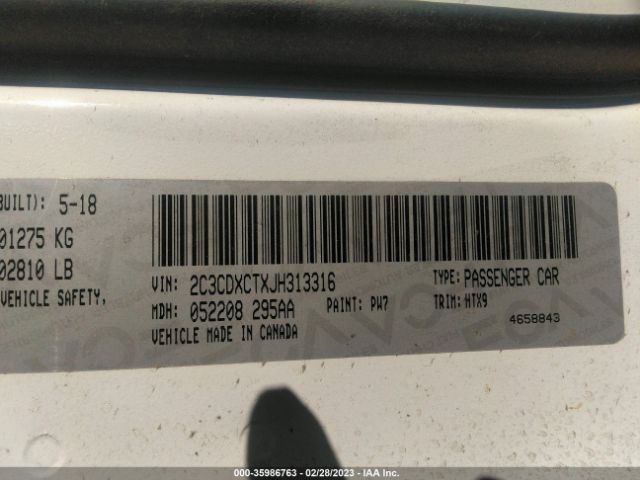 BUILT): 5-18
01275 KG
02810 LB
VEHICLE SAFETY,
VIN: 2C3CDXCTXJH313316
TYPE: PASSENGER CAR
MDH: 052208 295AA
PAINT: PW7
TRIM: HTX9
VEHICLE MADE IN CANADA
4658843
000-35986763 / 02/28/2023 - IAA Inc.